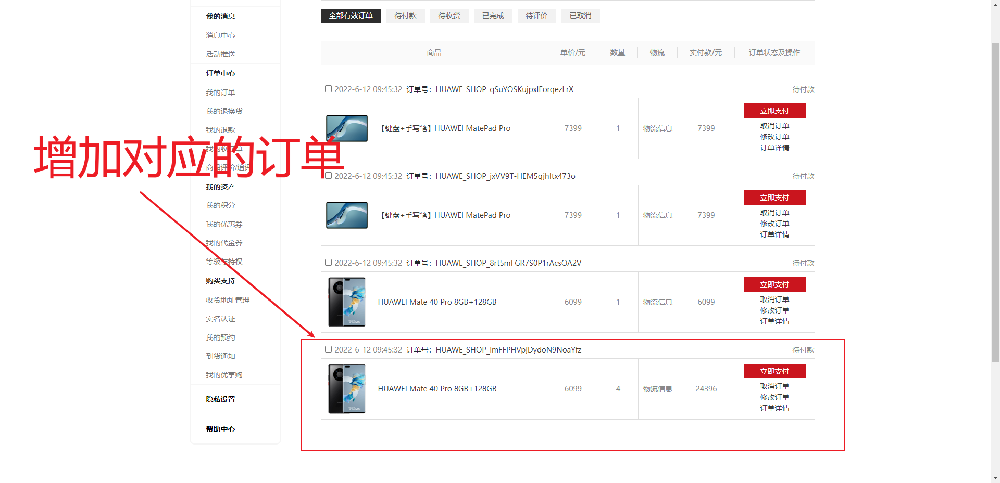 我的消息
消息中心
活动推送
订单中心
我的订单
我的退换货
我的退款
商品评价/追评
我的资产
我的积分
我的优惠券
我的代金券
等级与特权
购买支持
收货地址管理
实名认证
我的预约
到货通知
我的优享购
隐私设置
帮助中心
增加对应的订单
全部有效订单 待付款 待收货 已完成 待评价 已取消
商品 单价/元 数量 物流 实付款/元 订单状态及操作
2022-6-12 09:45:32 订单号：HUAWE_SHOP_qSuYOSKujpxIForqezLrX 待付款
【键盘+手写笔】HUAWEI MatePad Pro 7399 1 物流信息 7399
立即支付
取消订单
修改订单
订单详情
2022-6-12 09:45:32 订单号：HUAWE_SHOP_jxVV9T-HEM5qjhltx473o 待付款
【键盘+手写笔】HUAWEI MatePad Pro 7399 1 物流信息 7399
立即支付
取消订单
修改订单
订单详情
2022-6-12 09:45:32 订单号：HUAWE_SHOP_8rt5mFGR7S0P1rAcsOA2V 待付款
HUAWEI Mate 40 Pro 8GB+128GB 6099 1 物流信息 6099
立即支付
取消订单
修改订单
订单详情
2022-6-12 09:45:32 订单号：HUAWE_SHOP_lmFFPHVpjDydoN9NoaYfz 待付款
HUAWEI Mate 40 Pro 8GB+128GB 6099 4 物流信息 24396
立即支付
取消订单
修改订单
订单详情